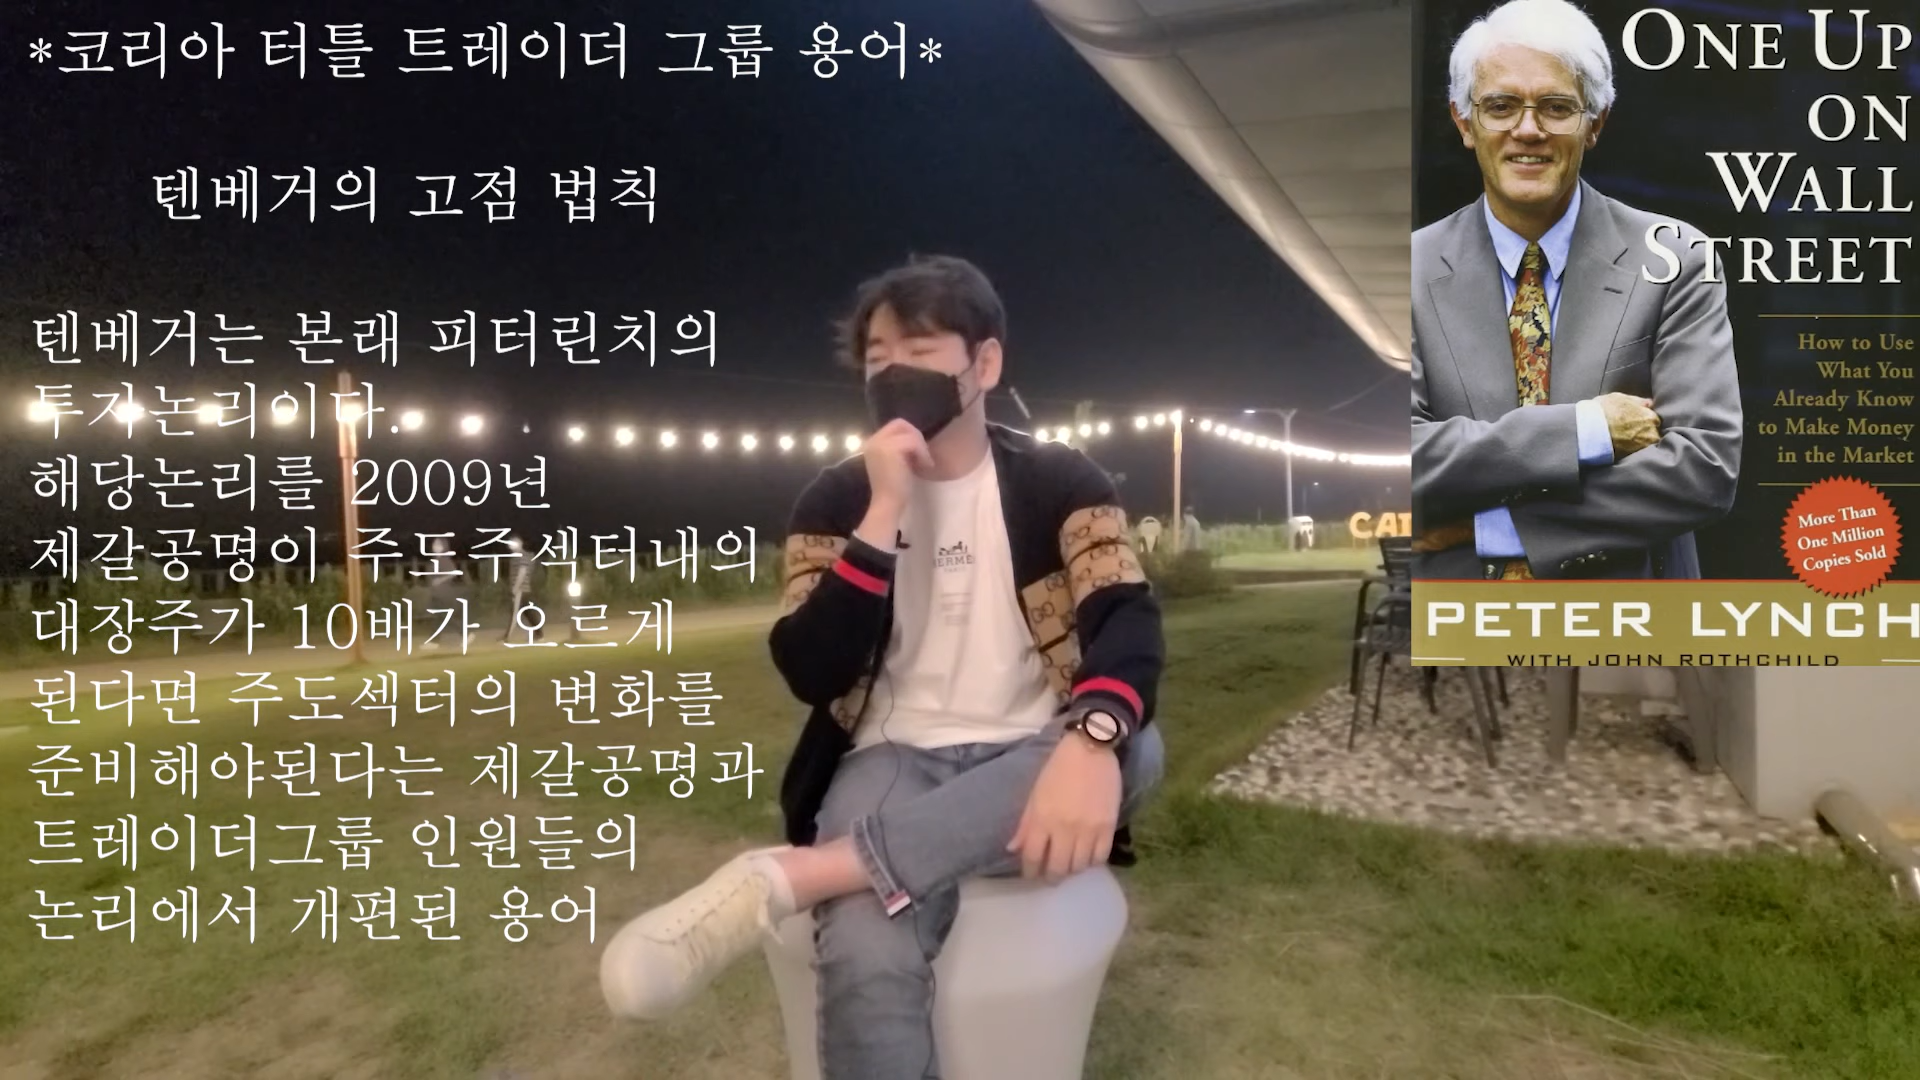 *코리아 터틀 트레이더 그룹 용어*
텐베거의 고점 법칙
텐베거는 본래 피터린치의
투자논리이다.
해당논리를 2009년
제갈공명이 주도주섹터내의
대장주가 10배가 오르게
된다면 주도섹터의 변화를
준비해야된다는 제갈공명과
트레이더그룹 인원들의
논리에서 개편된 용어
ONE UP
ON
WALL
STREET
How to Use
What You
Already Know
to Make Money
in the Market
More Than
One Million
Copies Sold
PETER LYNCH
WITH JOHN ROTHCHILD
CAI
HERMÈS
PARIS